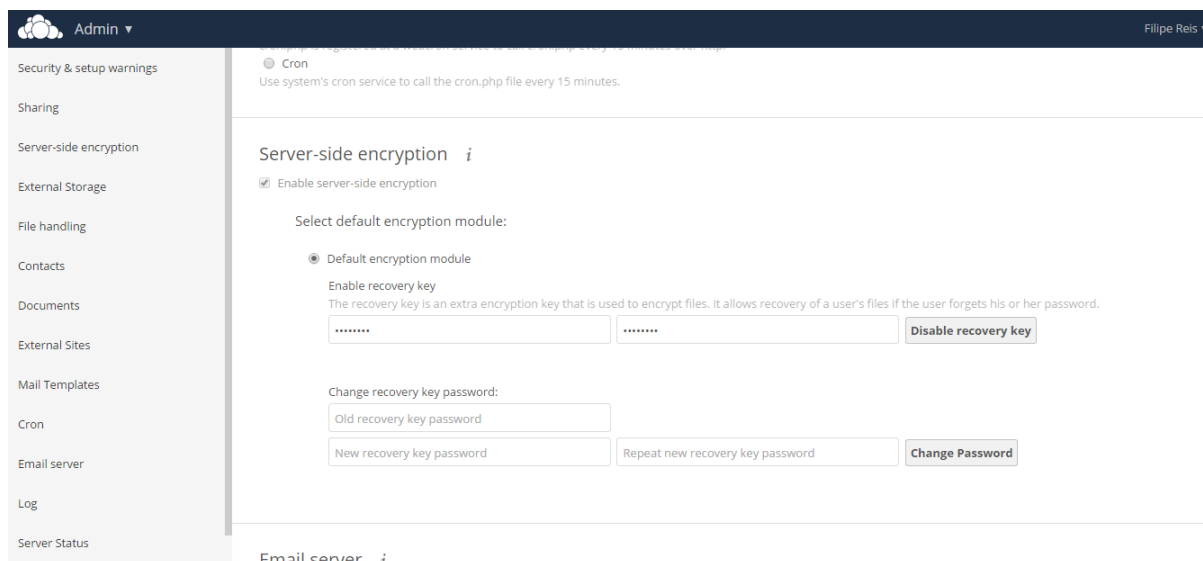 Admin ▾
Filipe Reis
Security & setup warnings
Sharing
Server-side encryption
External Storage
File handling
Contacts
Documents
External Sites
Mail Templates
Cron
Email server
Log
Server Status
Cron
Use system's cron service to call the cron.php file every 15 minutes.
Server-side encryption i
Enable server-side encryption
Select default encryption module:
Default encryption module
Enable recovery key
The recovery key is an extra encryption key that is used to encrypt files. It allows recovery of a user's files if the user forgets his or her password.
•••••••• •••••••• Disable recovery key
Change recovery key password:
Old recovery key password
New recovery key password Repeat new recovery key password Change Password
Email server i